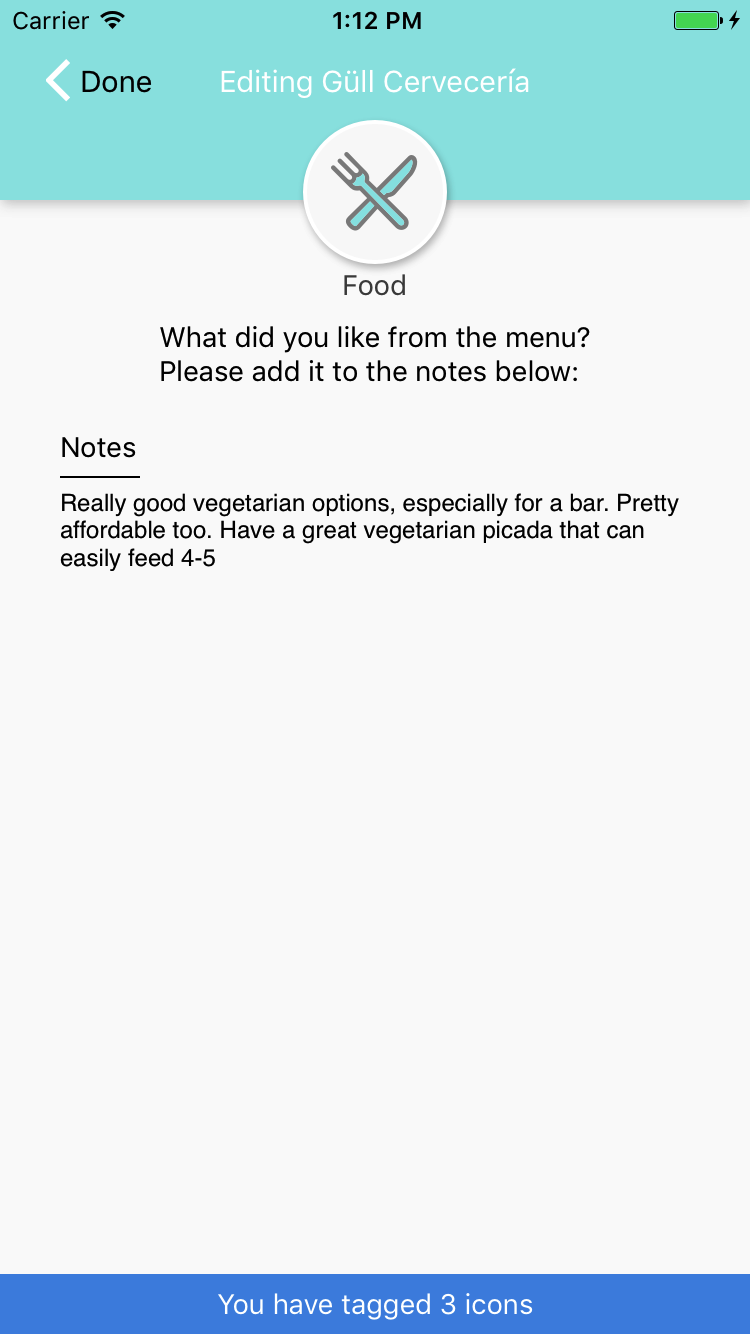 Carrier
1:12 PM
Done
Editing Güll Cervecería
Food
What did you like from the menu?
Please add it to the notes below:
Notes
Really good vegetarian options, especially for a bar. Pretty
affordable too. Have a great vegetarian picada that can
easily feed 4-5
You have tagged 3 icons